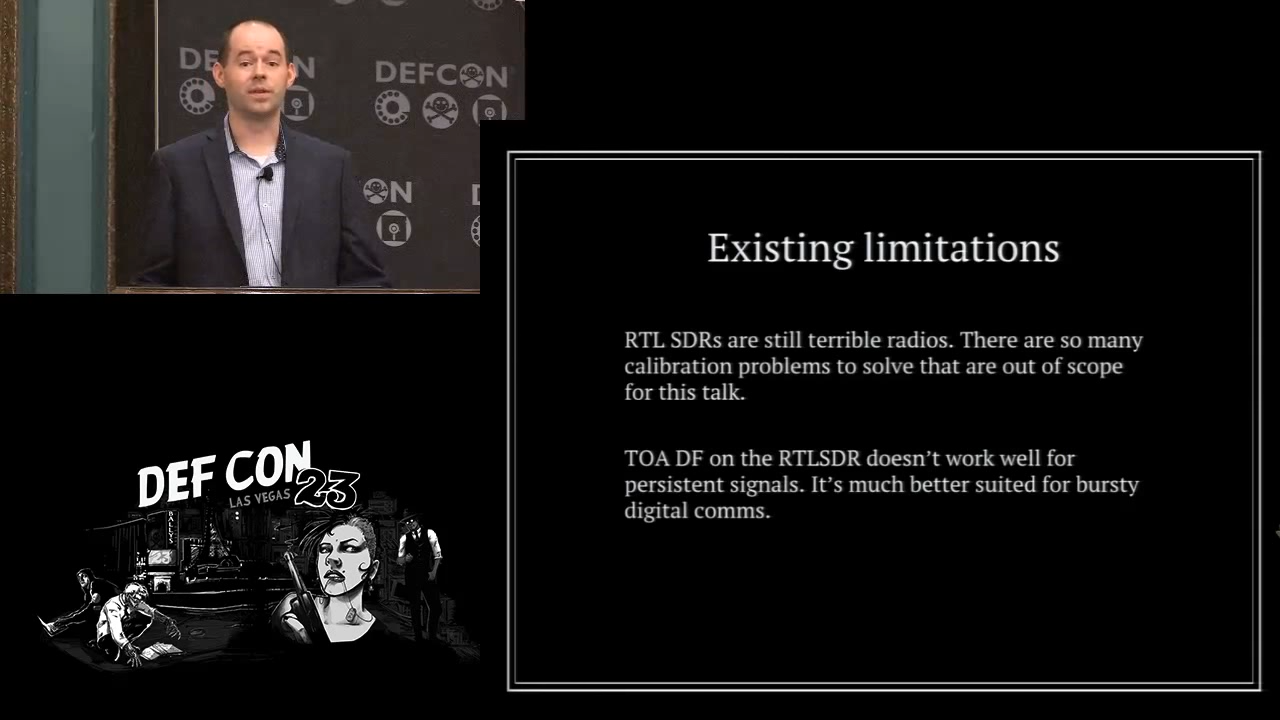 DEFCON
DEFCON
Existing limitations
RTL SDRs are still terrible radios. There are so many
calibration problems to solve that are out of scope
for this talk.
TOA DF on the RTLSDR doesn’t work well for
persistent signals. It’s much better suited for bursty
digital comms.
DEF CON
LAS VEGAS 23
BALLYS
23